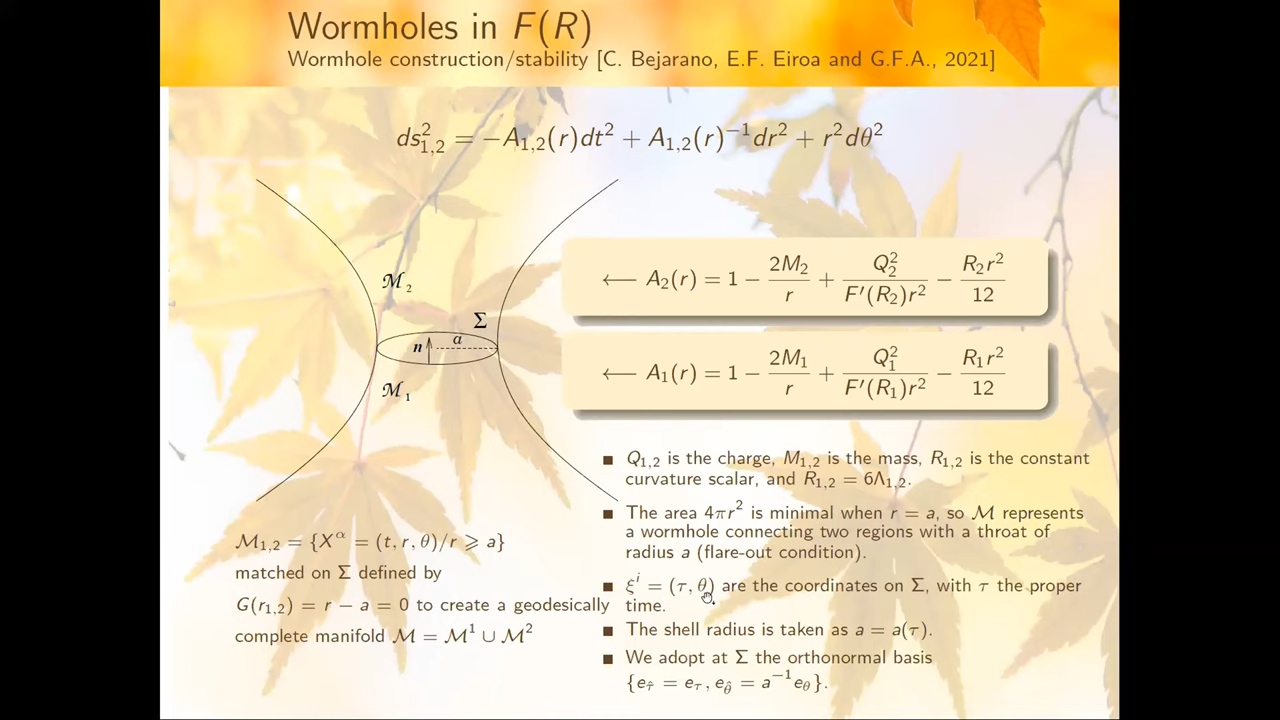 Wormholes in F(R)
Wormhole construction/stability [C. Bejarano, E.F. Eiroa and G.F.A., 2021]
ds²₁,₂ = −A₁,₂(r)dt² + A₁,₂(r)⁻¹dr² + r²dθ²
ℳ₂
Σ
n
a
ℳ₁
⟵ A₂(r) = 1 − 2M₂/r + Q₂²/F′(R₂)r² − R₂r²/12
⟵ A₁(r) = 1 − 2M₁/r + Q₁²/F′(R₁)r² − R₁r²/12
ℳ₁,₂ = {Xᵅ = (t, r, θ)/r ⩾ a}
matched on Σ defined by
G(r₁,₂) = r − a = 0 to create a geodesically
complete manifold ℳ = ℳ¹ ∪ ℳ²
■ Q₁,₂ is the charge, M₁,₂ is the mass, R₁,₂ is the constant
curvature scalar, and R₁,₂ = 6Λ₁,₂.
■ The area 4πr² is minimal when r = a, so ℳ represents
a wormhole connecting two regions with a throat of
radius a (flare-out condition).
■ ξⁱ = (τ, θ) are the coordinates on Σ, with τ the proper
time.
■ The shell radius is taken as a = a(τ).
■ We adopt at Σ the orthonormal basis
{e_τ̂ = e_τ, e_θ̂ = a⁻¹e_θ}.